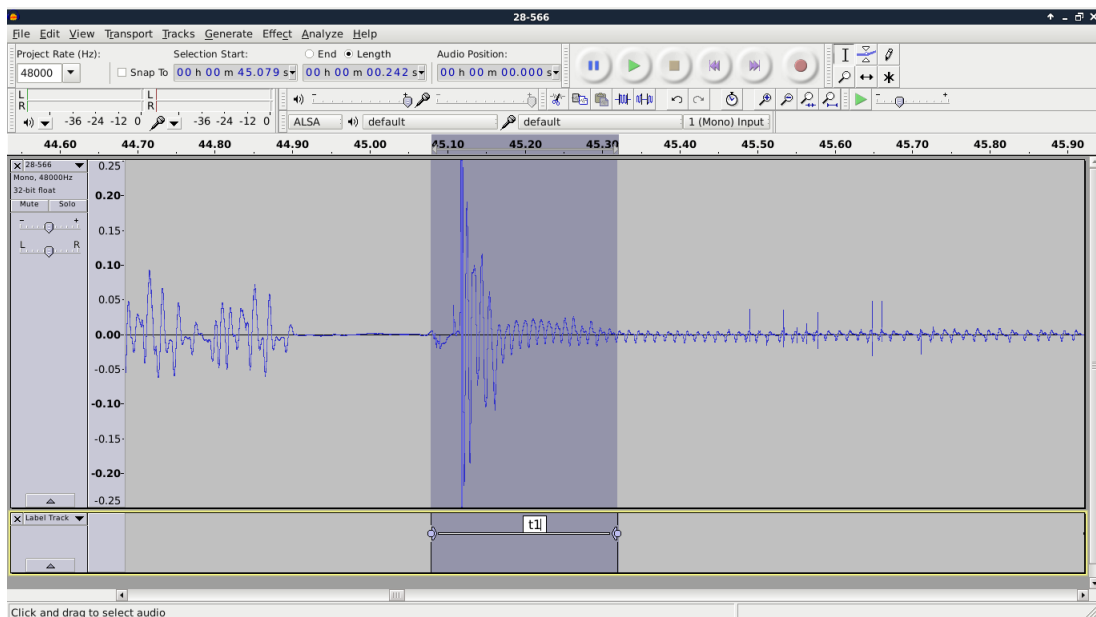 28-566
File Edit View Transport Tracks Generate Effect Analyze Help
Project Rate (Hz): Selection Start: End Length Audio Position:
48000 Snap To 00 h 00 m 45.079 s 00 h 00 m 00.242 s 00 h 00 m 00.000 s
L L
R R
-36 -24 -12 0 -36 -24 -12 0 ALSA default default 1 (Mono) Input
44.60 44.70 44.80 44.90 45.00 45.10 45.20 45.30 45.40 45.50 45.60 45.70 45.80 45.90
28-566
Mono, 48000Hz
32-bit float
Mute Solo
- +
L R
0.25
0.20
0.15
0.10
0.05
0.00
-0.05
-0.10
-0.15
-0.20
-0.25
Label Track t1
Click and drag to select audio